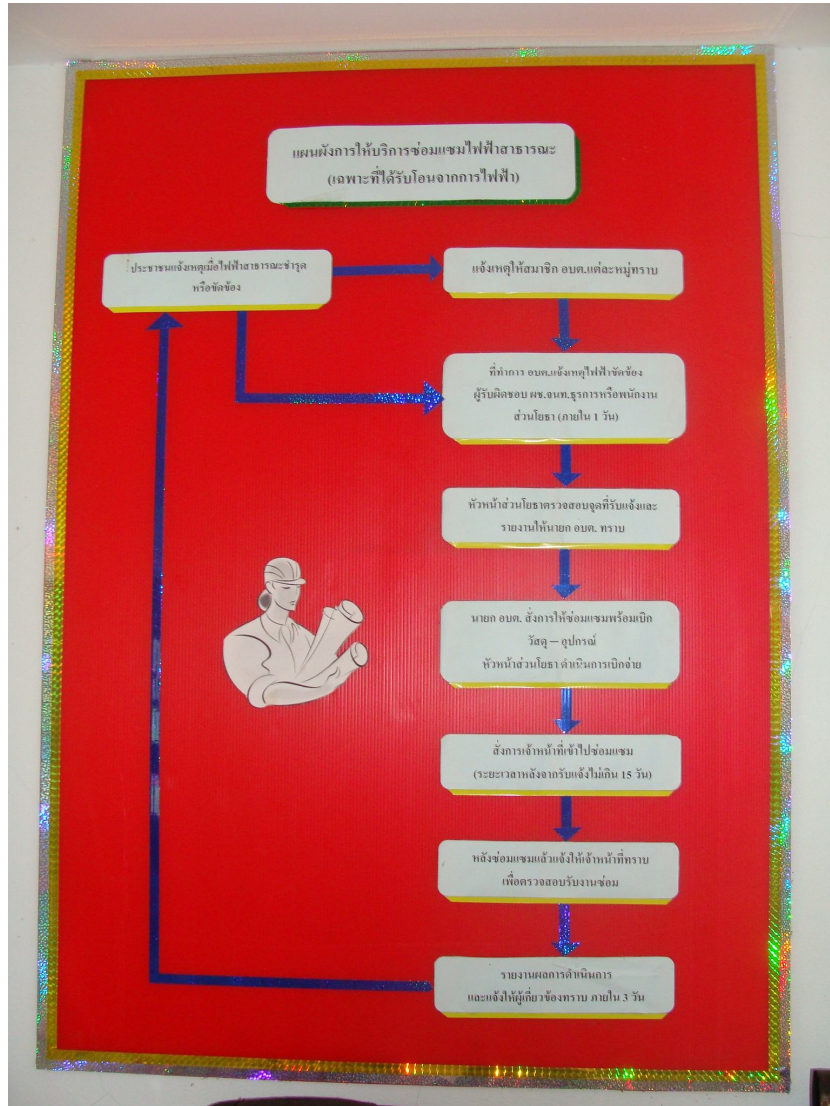 แผนผังการให้บริการซ่อมแซมไฟฟ้าสาธารณะ
(เฉพาะที่ได้รับโอนจากการไฟฟ้า)
ประชาชนแจ้งเหตุเมื่อไฟฟ้าสาธารณะชำรุด
หรือขัดข้อง
แจ้งเหตุให้สมาชิก อบต.แต่ละหมู่ทราบ
ที่ทำการ อบต.แจ้งเหตุไฟฟ้าขัดข้อง
ผู้รับผิดชอบ ผช.จนท.ธุรการหรือพนักงาน
ส่วนโยธา (ภายใน 1 วัน)
หัวหน้าส่วนโยธาตรวจสอบจุดที่รับแจ้งและ
รายงานให้นายก อบต. ทราบ
นายก อบต. สั่งการให้ซ่อมแซมพร้อมเบิก
วัสดุ – อุปกรณ์
หัวหน้าส่วนโยธา ดำเนินการเบิกจ่าย
สั่งการเจ้าหน้าที่เข้าไปซ่อมแซม
(ระยะเวลาหลังจากรับแจ้งไม่เกิน 15 วัน)
หลังซ่อมแซมแล้วแจ้งให้เจ้าหน้าที่ทราบ
เพื่อตรวจสอบรับงานซ่อม
รายงานผลการดำเนินการ
และแจ้งให้ผู้เกี่ยวข้องทราบ ภายใน 3 วัน